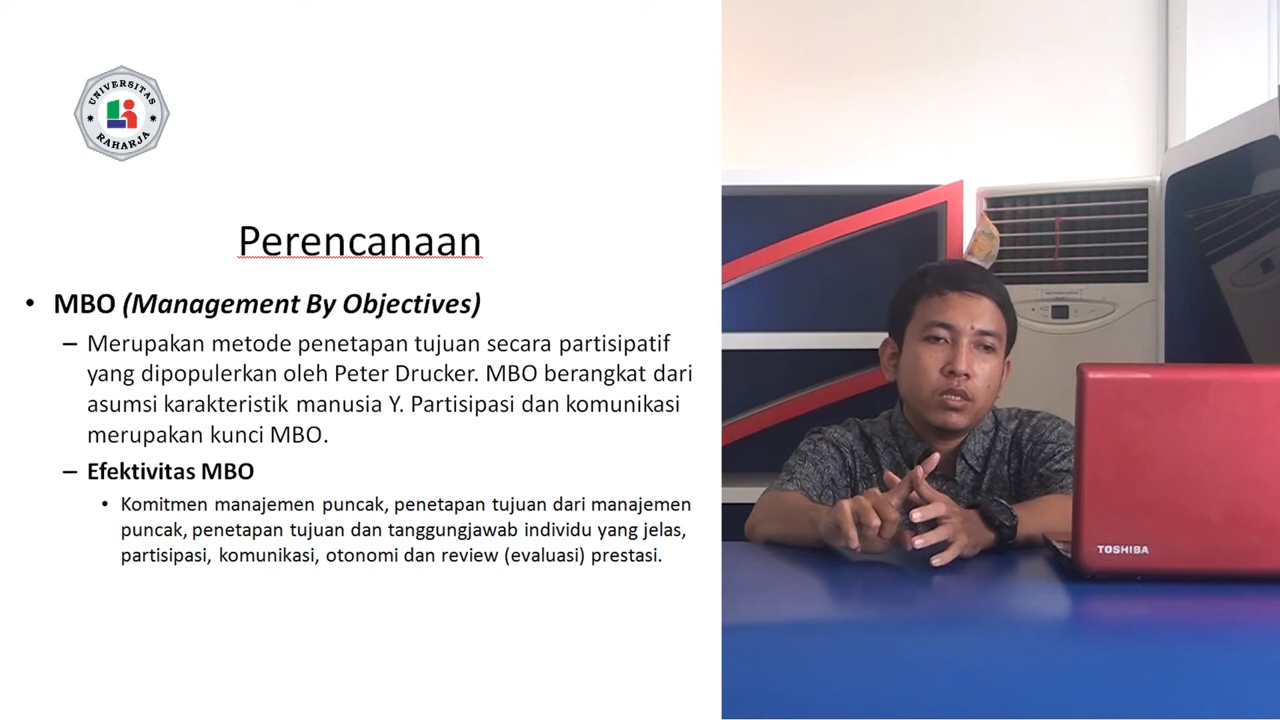 UNIVERSITAS
RAHARJA
Perencanaan
• MBO (Management By Objectives)
– Merupakan metode penetapan tujuan secara partisipatif
yang dipopulerkan oleh Peter Drucker. MBO berangkat dari
asumsi karakteristik manusia Y. Partisipasi dan komunikasi
merupakan kunci MBO.
– Efektivitas MBO
• Komitmen manajemen puncak, penetapan tujuan dari manajemen
puncak, penetapan tujuan dan tanggungjawab individu yang jelas,
partisipasi, komunikasi, otonomi dan review (evaluasi) prestasi.
TOSHIBA